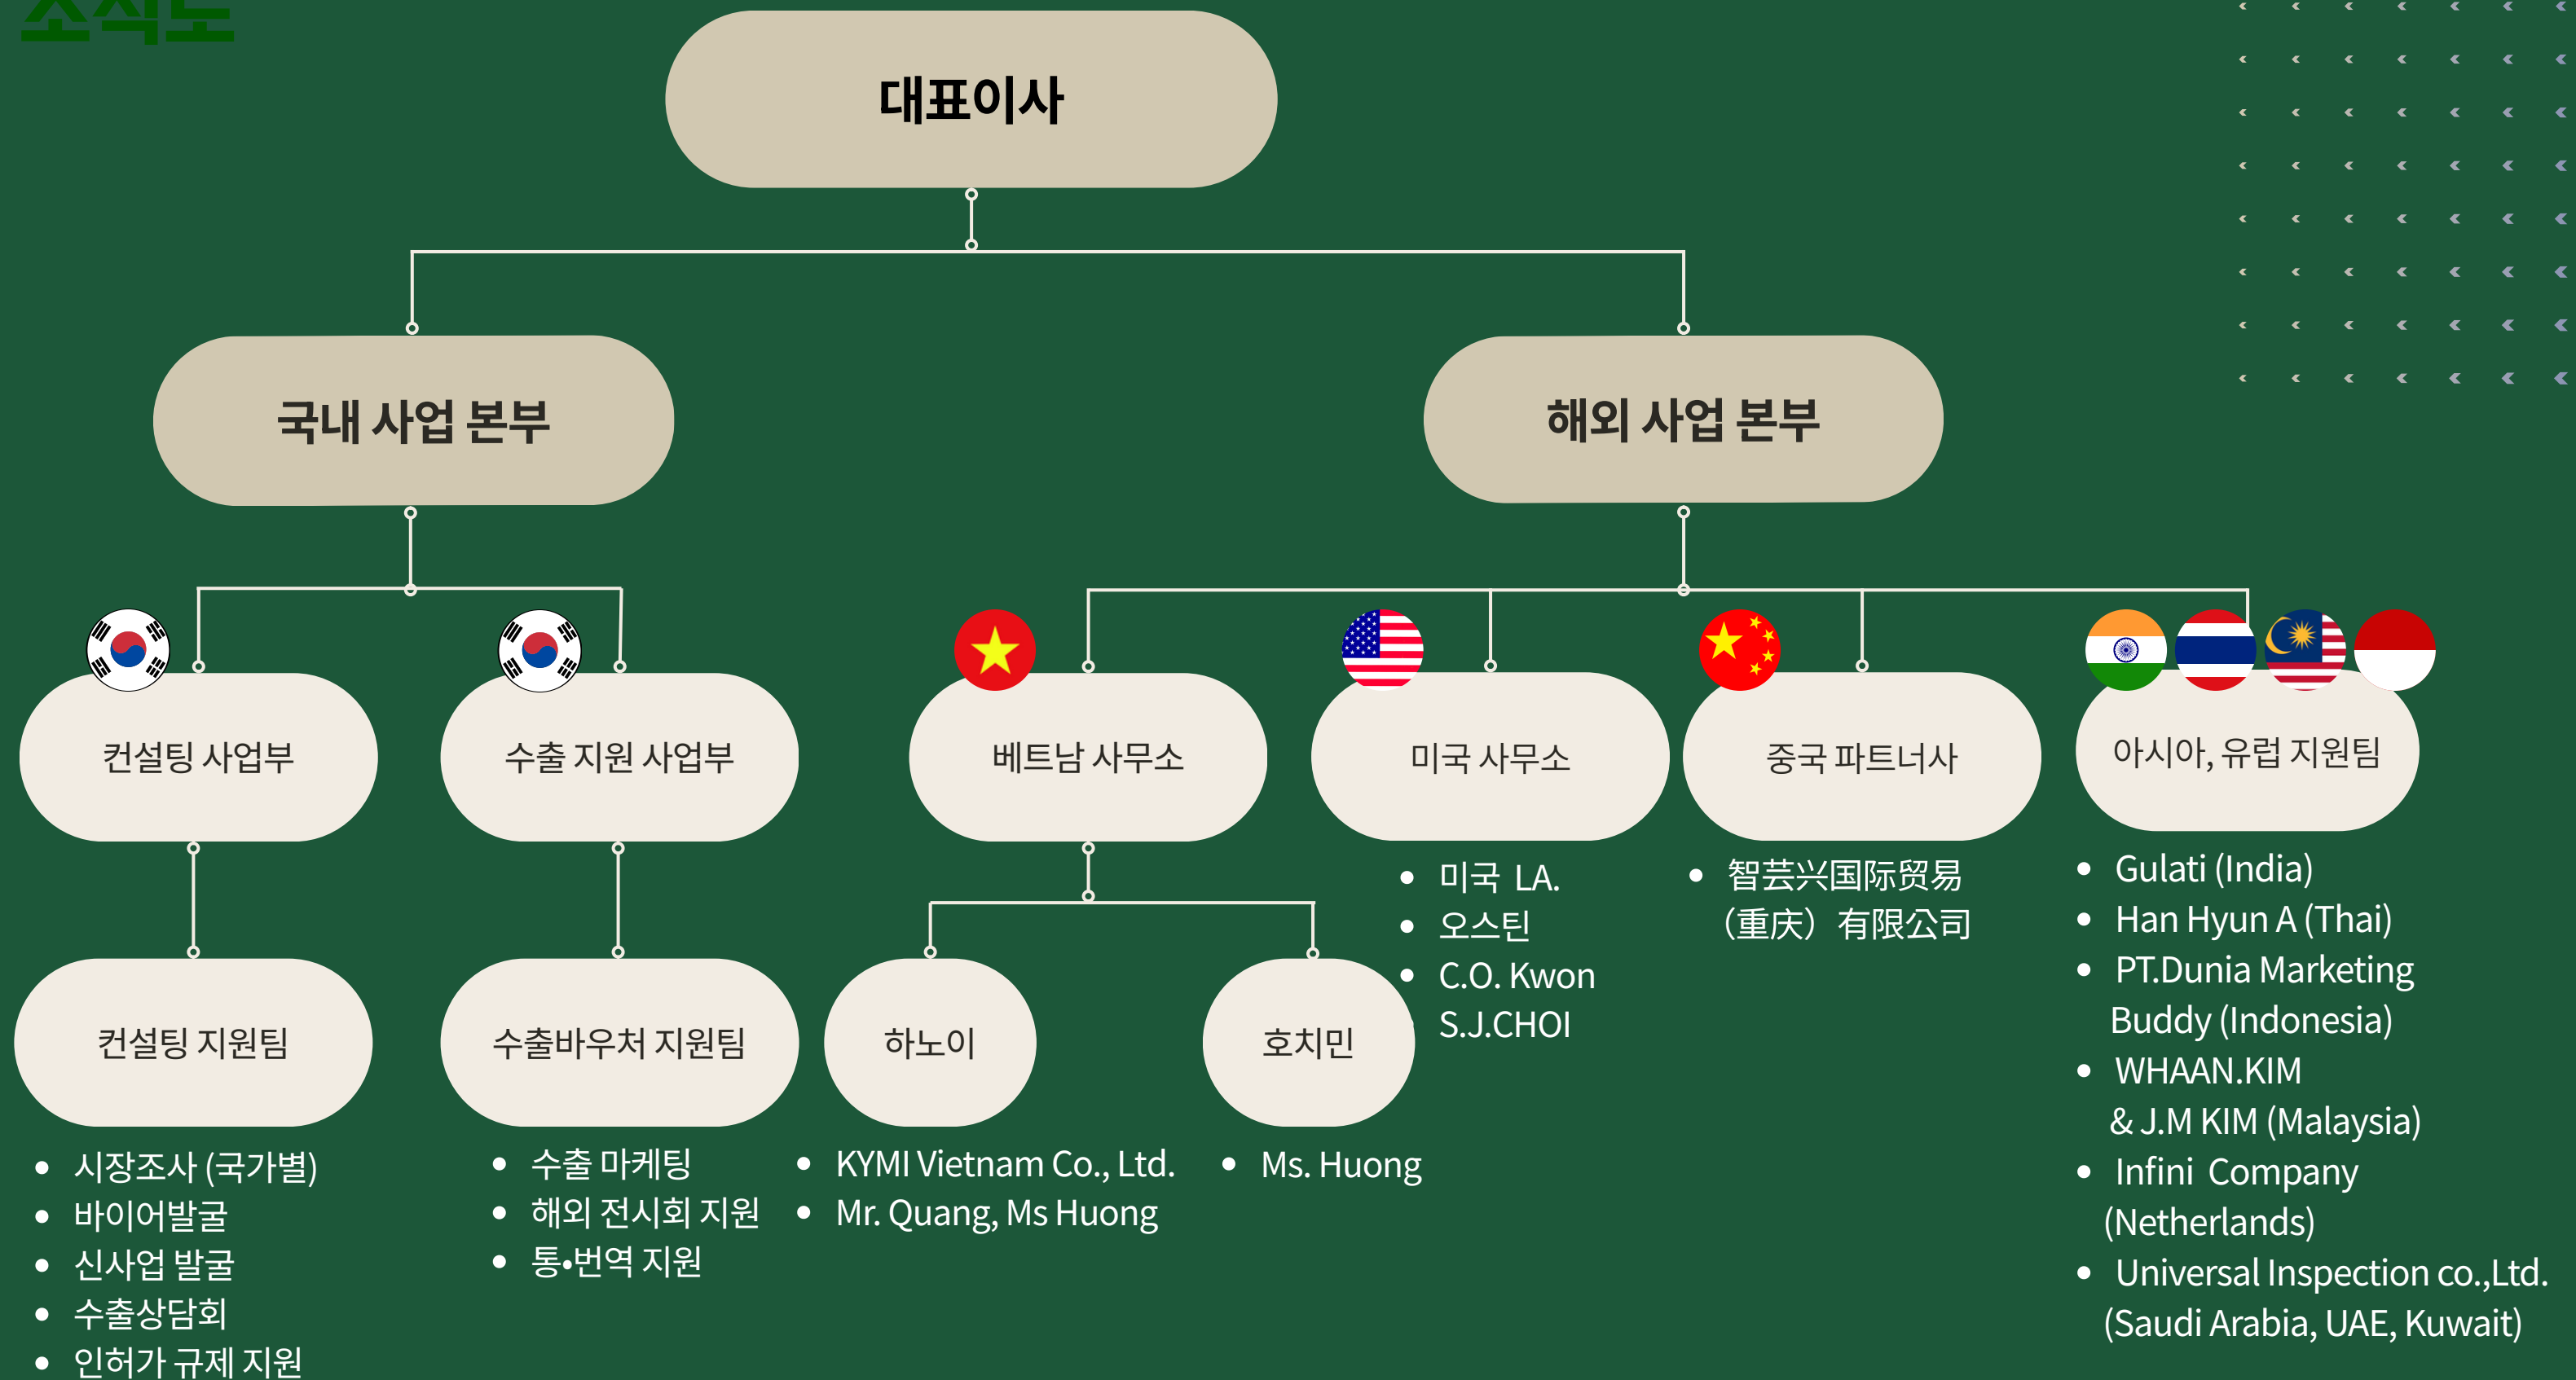 조직도
대표이사
국내 사업 본부
해외 사업 본부
컨설팅 사업부
수출 지원 사업부
베트남 사무소
미국 사무소
중국 파트너사
아시아, 유럽 지원팀
컨설팅 지원팀
수출바우처 지원팀
하노이
호치민
• 시장조사 (국가별)
• 바이어발굴
• 신사업 발굴
• 수출상담회
• 인허가 규제 지원
• 수출 마케팅
• 해외 전시회 지원
• 통•번역 지원
• KYMI Vietnam Co., Ltd.
• Mr. Quang, Ms Huong
• Ms. Huong
• 미국 LA.
• 오스틴
• C.O. Kwon
S.J.CHOI
• 智芸兴国际贸易
（重庆）有限公司
• Gulati (India)
• Han Hyun A (Thai)
• PT.Dunia Marketing
Buddy (Indonesia)
• WHAAN.KIM
& J.M KIM (Malaysia)
• Infini Company
(Netherlands)
• Universal Inspection co.,Ltd.
(Saudi Arabia, UAE, Kuwait)